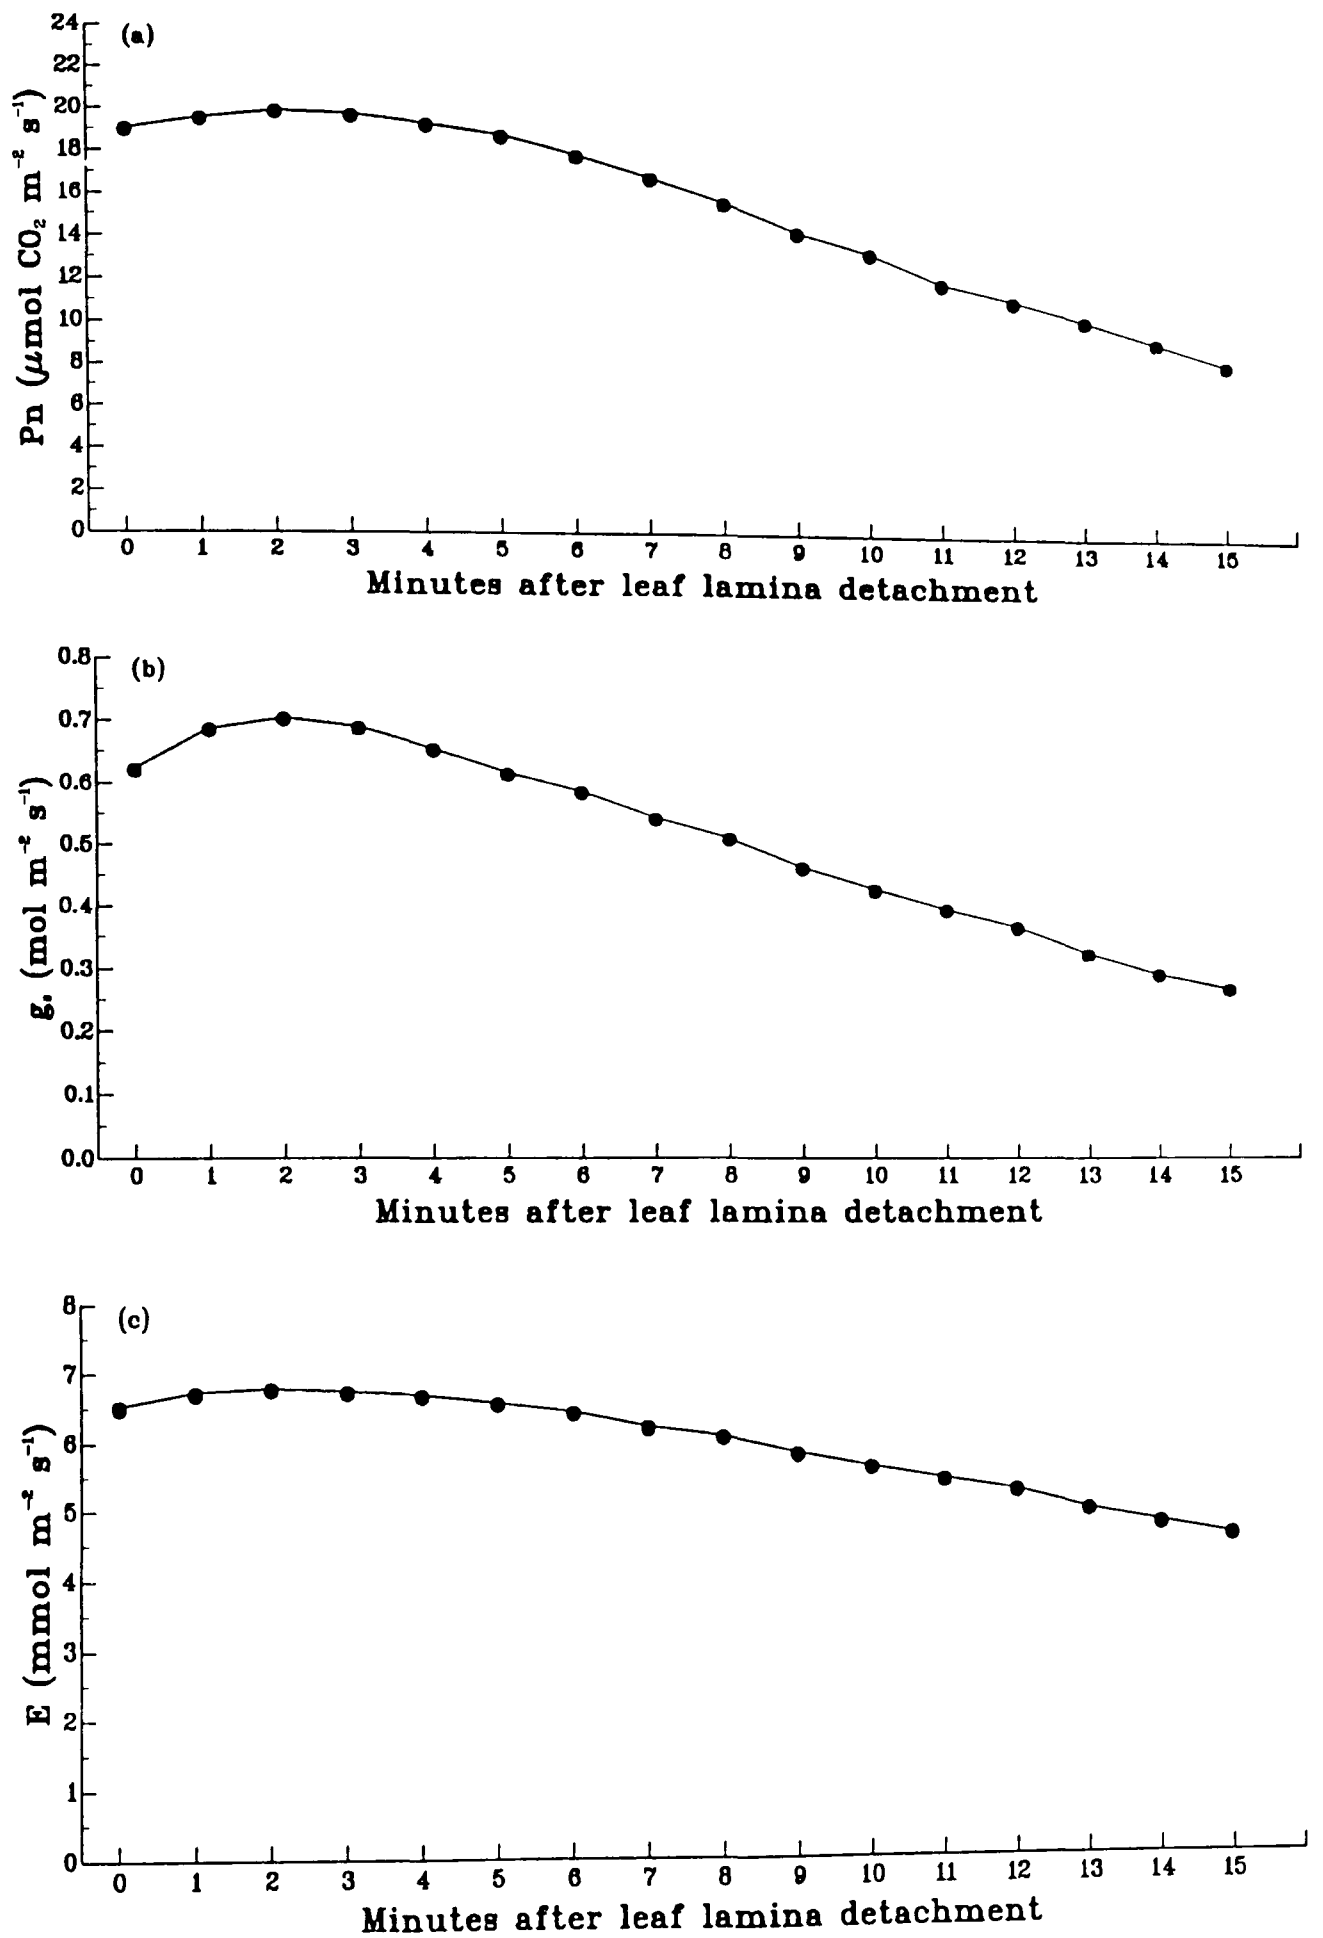 (a)
24
22
20
18
16
14
12
10
8
6
4
2
0
Pn (μmol CO₂ m⁻² s⁻¹)
0 1 2 3 4 5 6 7 8 9 10 11 12 13 14 15
Minutes after leaf lamina detachment
(b)
0.8
0.7
0.6
0.5
0.4
0.3
0.2
0.1
0.0
gₛ (mol m⁻² s⁻¹)
0 1 2 3 4 5 6 7 8 9 10 11 12 13 14 15
Minutes after leaf lamina detachment
(c)
8
7
6
5
4
3
2
1
0
E (mmol m⁻² s⁻¹)
0 1 2 3 4 5 6 7 8 9 10 11 12 13 14 15
Minutes after leaf lamina detachment